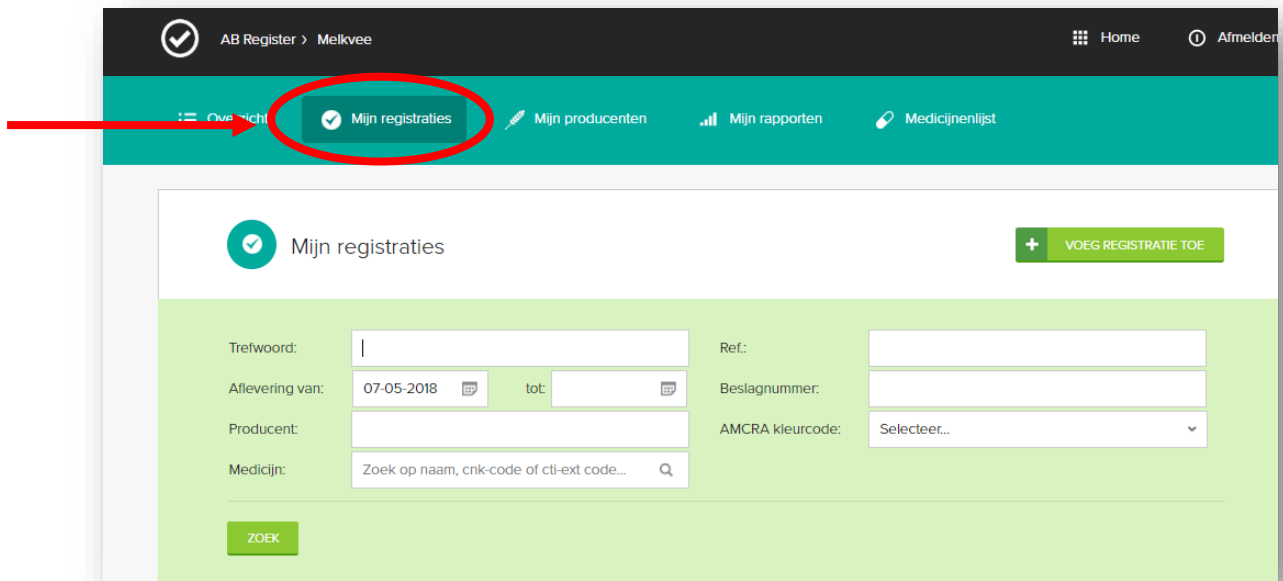 AB Register > Melkvee
Home
Afmelden
Overzicht
Mijn registraties
Mijn producenten
Mijn rapporten
Medicijnenlijst
Mijn registraties
VOEG REGISTRATIE TOE
Trefwoord:
Ref.:
Aflevering van: 07-05-2018 tot:
Beslagnummer:
Producent:
AMCRA kleurcode: Selecteer...
Medicijn: Zoek op naam, cnk-code of cti-ext code...
ZOEK